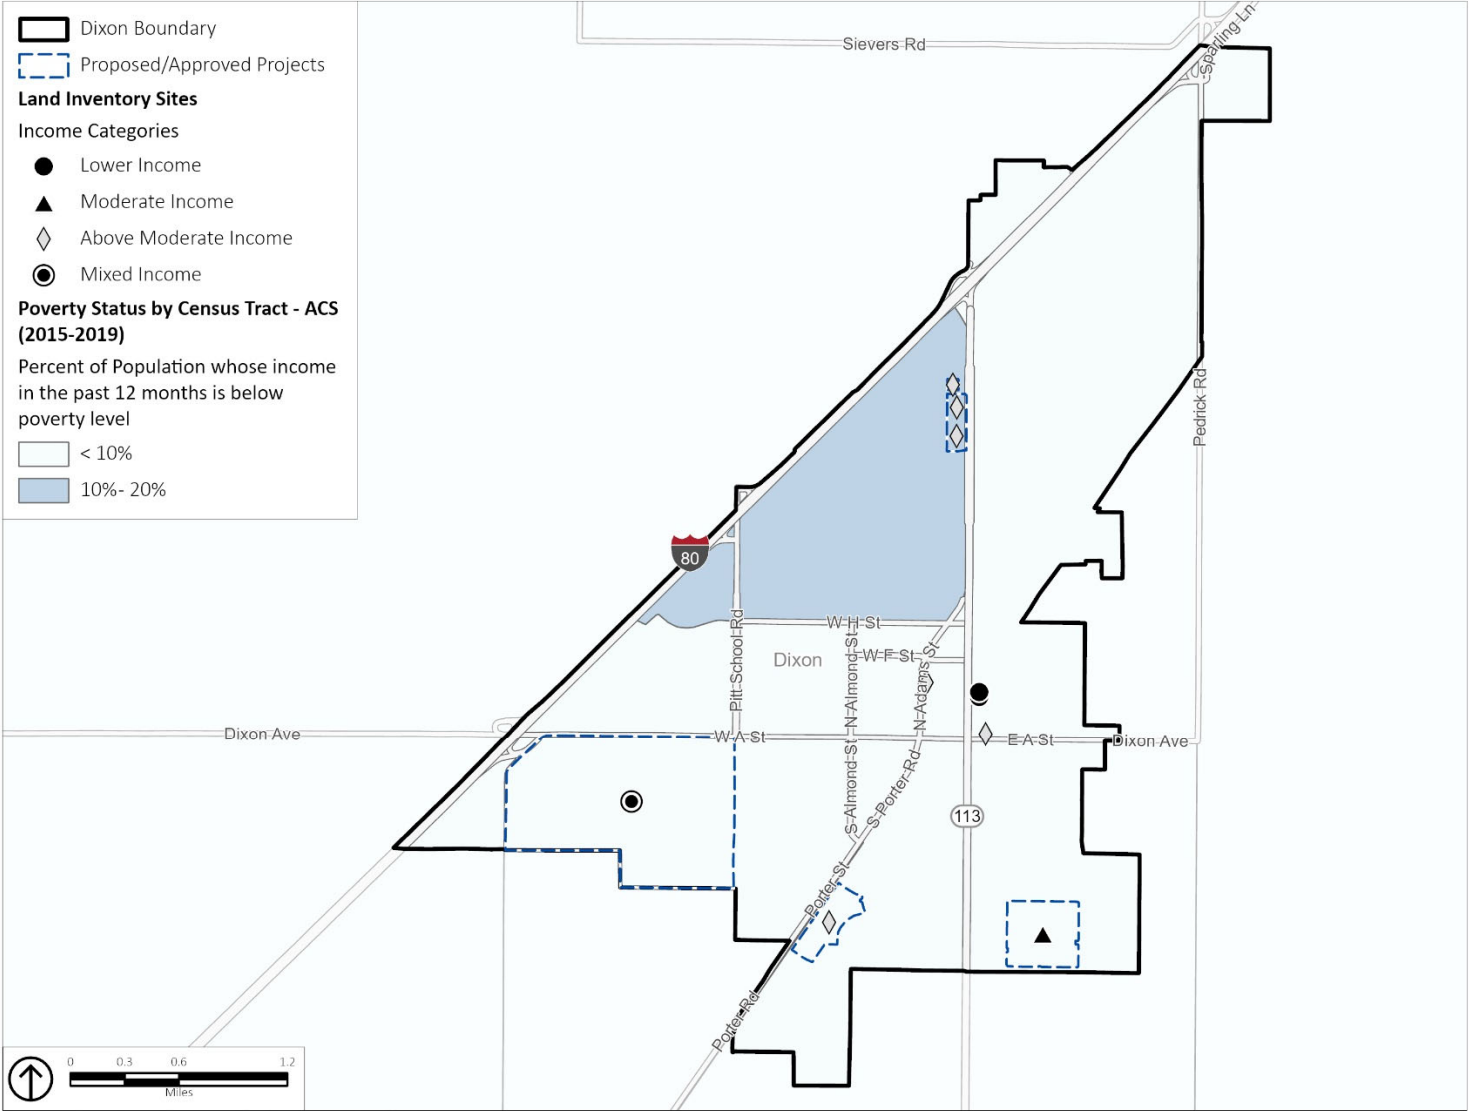 Dixon Boundary
Proposed/Approved Projects
Land Inventory Sites
Income Categories
Lower Income
Moderate Income
Above Moderate Income
Mixed Income
Poverty Status by Census Tract - ACS
(2015-2019)
Percent of Population whose income
in the past 12 months is below
poverty level
< 10%
10%- 20%
Sievers Rd
Sparling Ln
Pedrick Rd
80
Pitt School Rd
W H St
Dixon
N Almond St
W F St
N Adams St
Dixon Ave
W A St
E A St
Dixon Ave
S Almond St
S Porter Rd
113
Porter St
Porter Rd
0 0.3 0.6 1.2
Miles